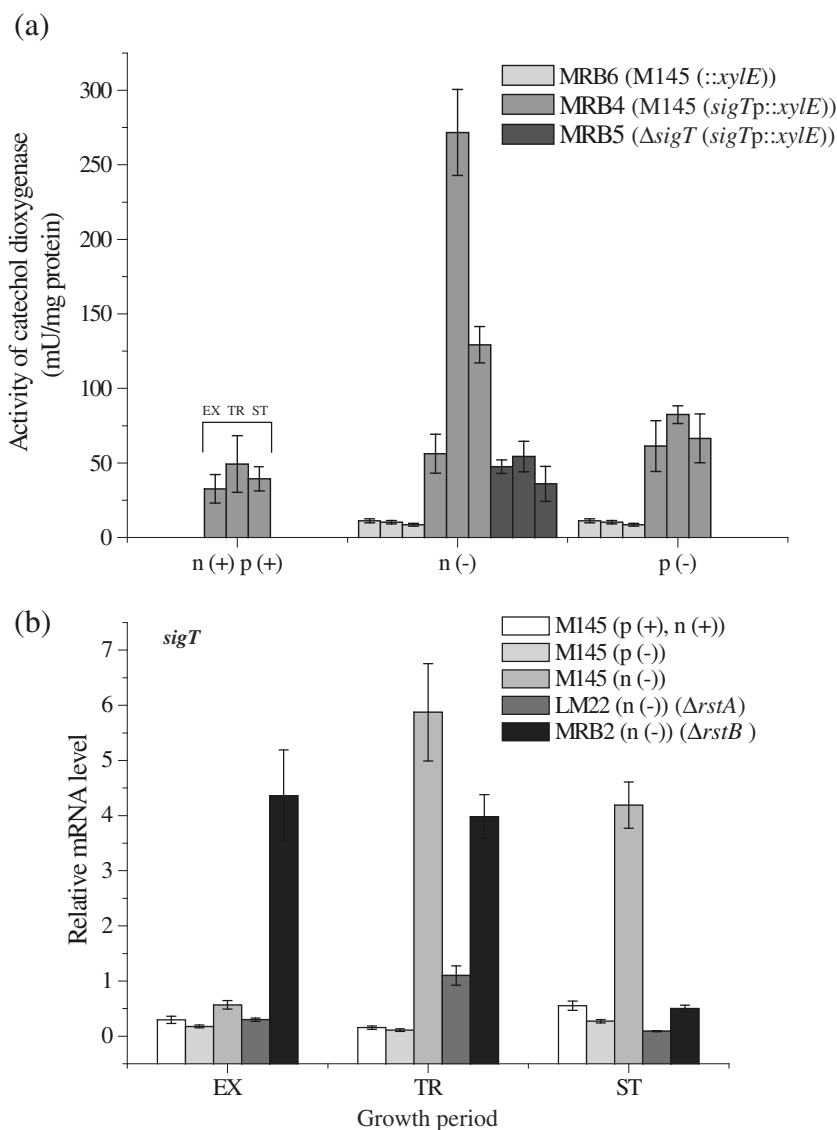 (a)
MRB6 (M145 (::xylE))
MRB4 (M145 (sigTp::xylE))
MRB5 (ΔsigT (sigTp::xylE))
Activity of catechol dioxygenase
(mU/mg protein)
300
250
200
150
100
50
0
EX TR ST
n (+) p (+)
n (-)
p (-)
(b)
sigT
M145 (p (+), n (+))
M145 (p (-))
M145 (n (-))
LM22 (n (-)) (ΔrstA)
MRB2 (n (-)) (ΔrstB )
Relative mRNA level
7
6
5
4
3
2
1
0
EX
TR
ST
Growth period